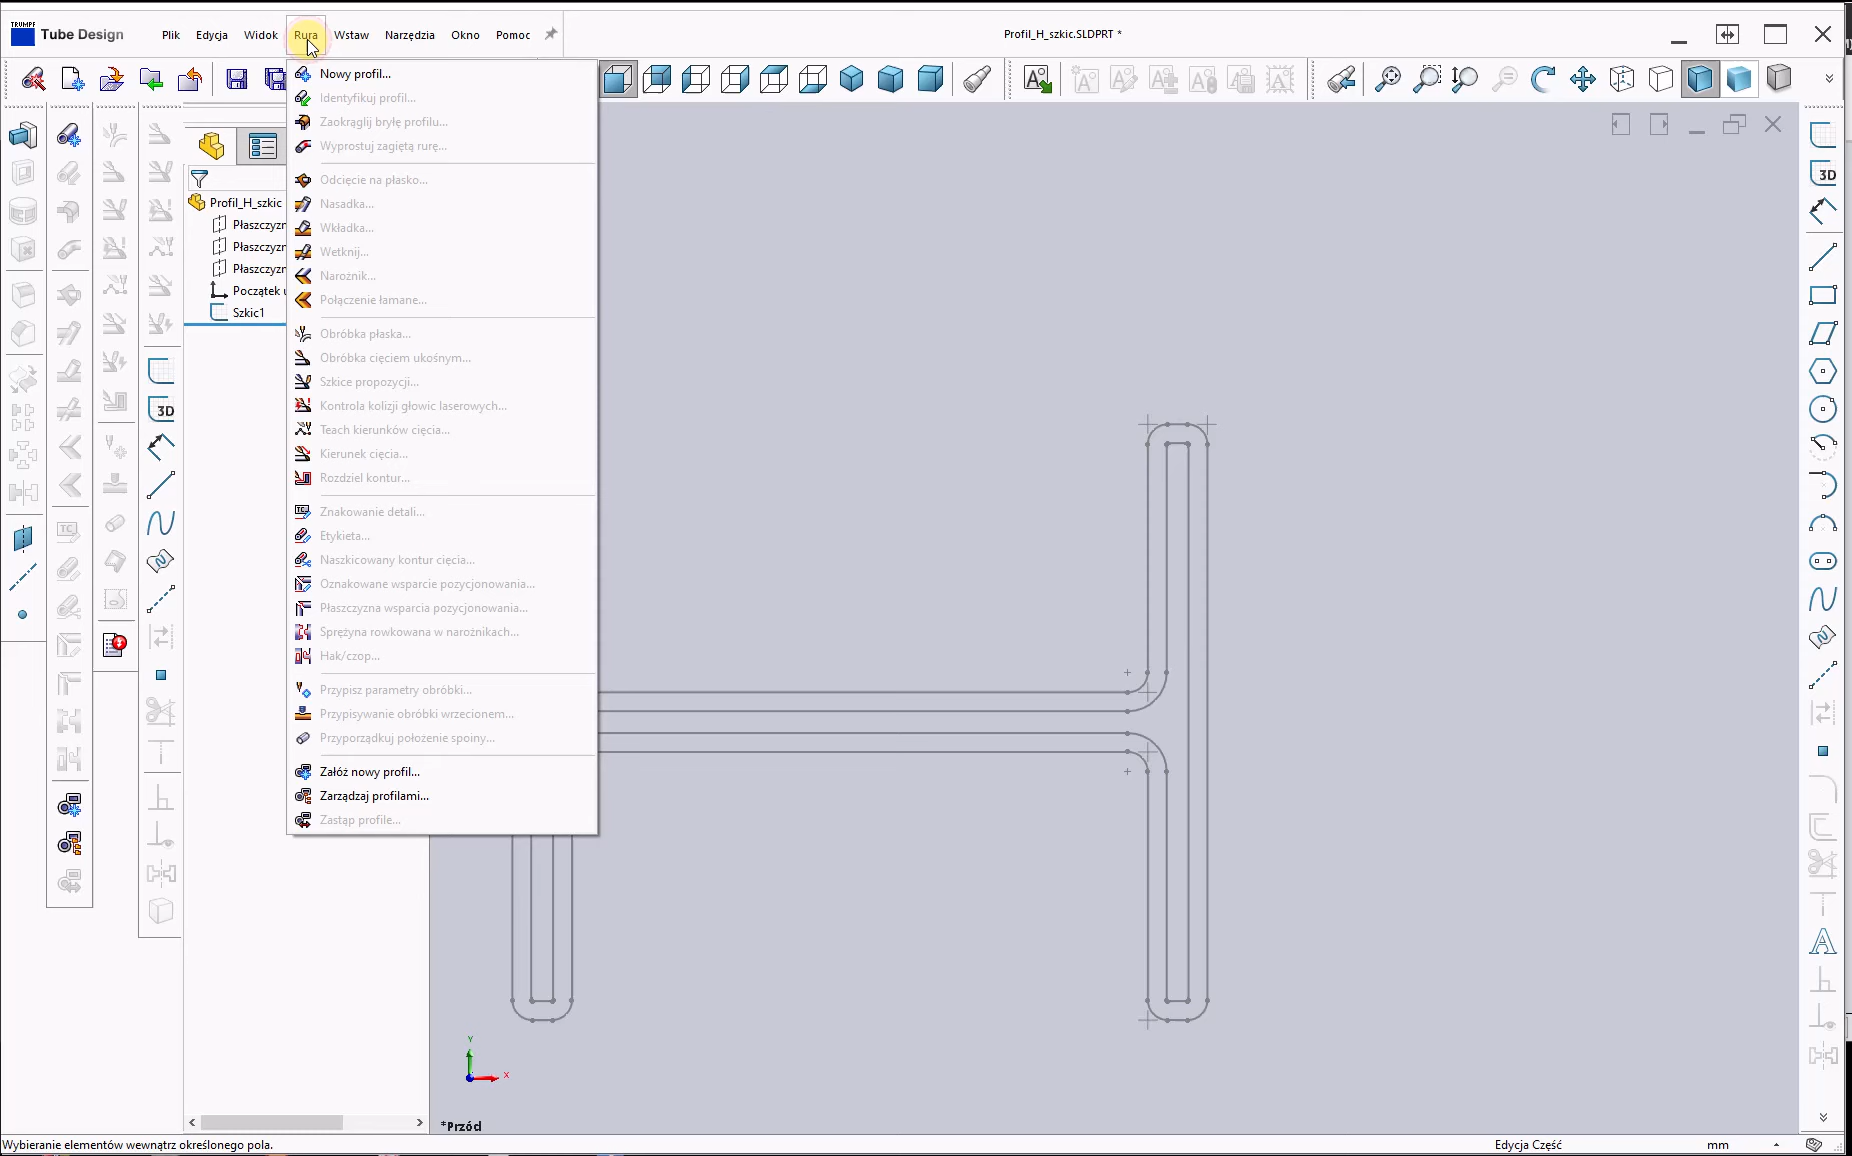 TRUMPF
Tube Design
Plik Edycja Widok Rura Wstaw Narzędzia Okno Pomoc
Profil_H_szkic.SLDPRT *
Nowy profil...
Identyfikuj profil...
Zaokrąglij bryłę profilu...
Wyprostuj zagiętą rurę...
Odcięcie na płasko...
Nasadka...
Wkładka...
Wetknij...
Narożnik...
Połączenie łamane...
Obróbka płaska...
Obróbka cięciem ukośnym...
Szkice propozycji...
Kontrola kolizji głowic laserowych...
Teach kierunków cięcia...
Kierunek cięcia...
Rozdziel kontur...
Znakowanie detali...
Etykieta...
Naszkicowany kontur cięcia...
Oznakowane wsparcie pozycjonowania...
Płaszczyzna wsparcia pozycjonowania...
Sprężyna rowkowana w narożnikach...
Hak/czop...
Przypisz parametry obróbki...
Przypisywanie obróbki wrzecionem...
Przyporządkuj położenie spoiny...
Załóż nowy profil...
Zarządzaj profilami...
Zastąp profile...
Profil_H_szkic
Płaszczyzn
Płaszczyzn
Płaszczyzn
Początek u
Szkic1
3D
3D
TC
Y
X
*Przód
Wybieranie elementów wewnątrz określonego pola.
Edycja Część
mm